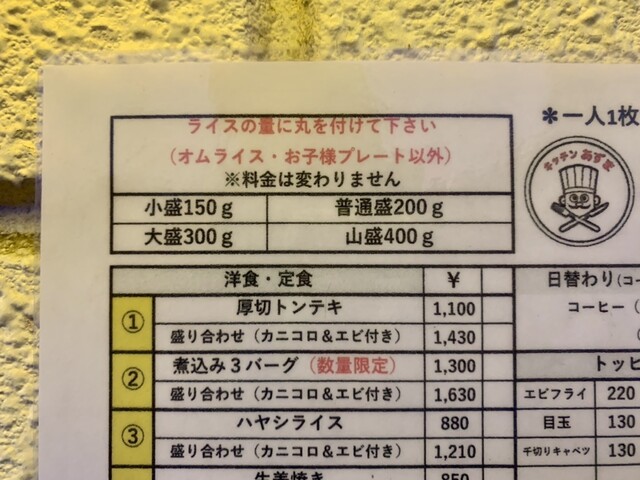 ライスの量に丸を付けて下さい
(オムライス・お子様プレート以外)
※料金は変わりません
小盛150g 普通盛200g
大盛300g 山盛400g
*一人1枚
キッチンあずま
洋食・定食 ¥
① 厚切トンテキ 1,100
盛り合わせ(カニコロ&エビ付き) 1,430
② 煮込み3バーグ(数量限定) 1,300
盛り合わせ(カニコロ&エビ付き) 1,630
③ ハヤシライス 880
盛り合わせ(カニコロ&エビ付き) 1,210
生姜焼き 850
日替わり(コー
コーヒー(
トッピ
エビフライ 220
目玉 130
千切りキャベツ 130